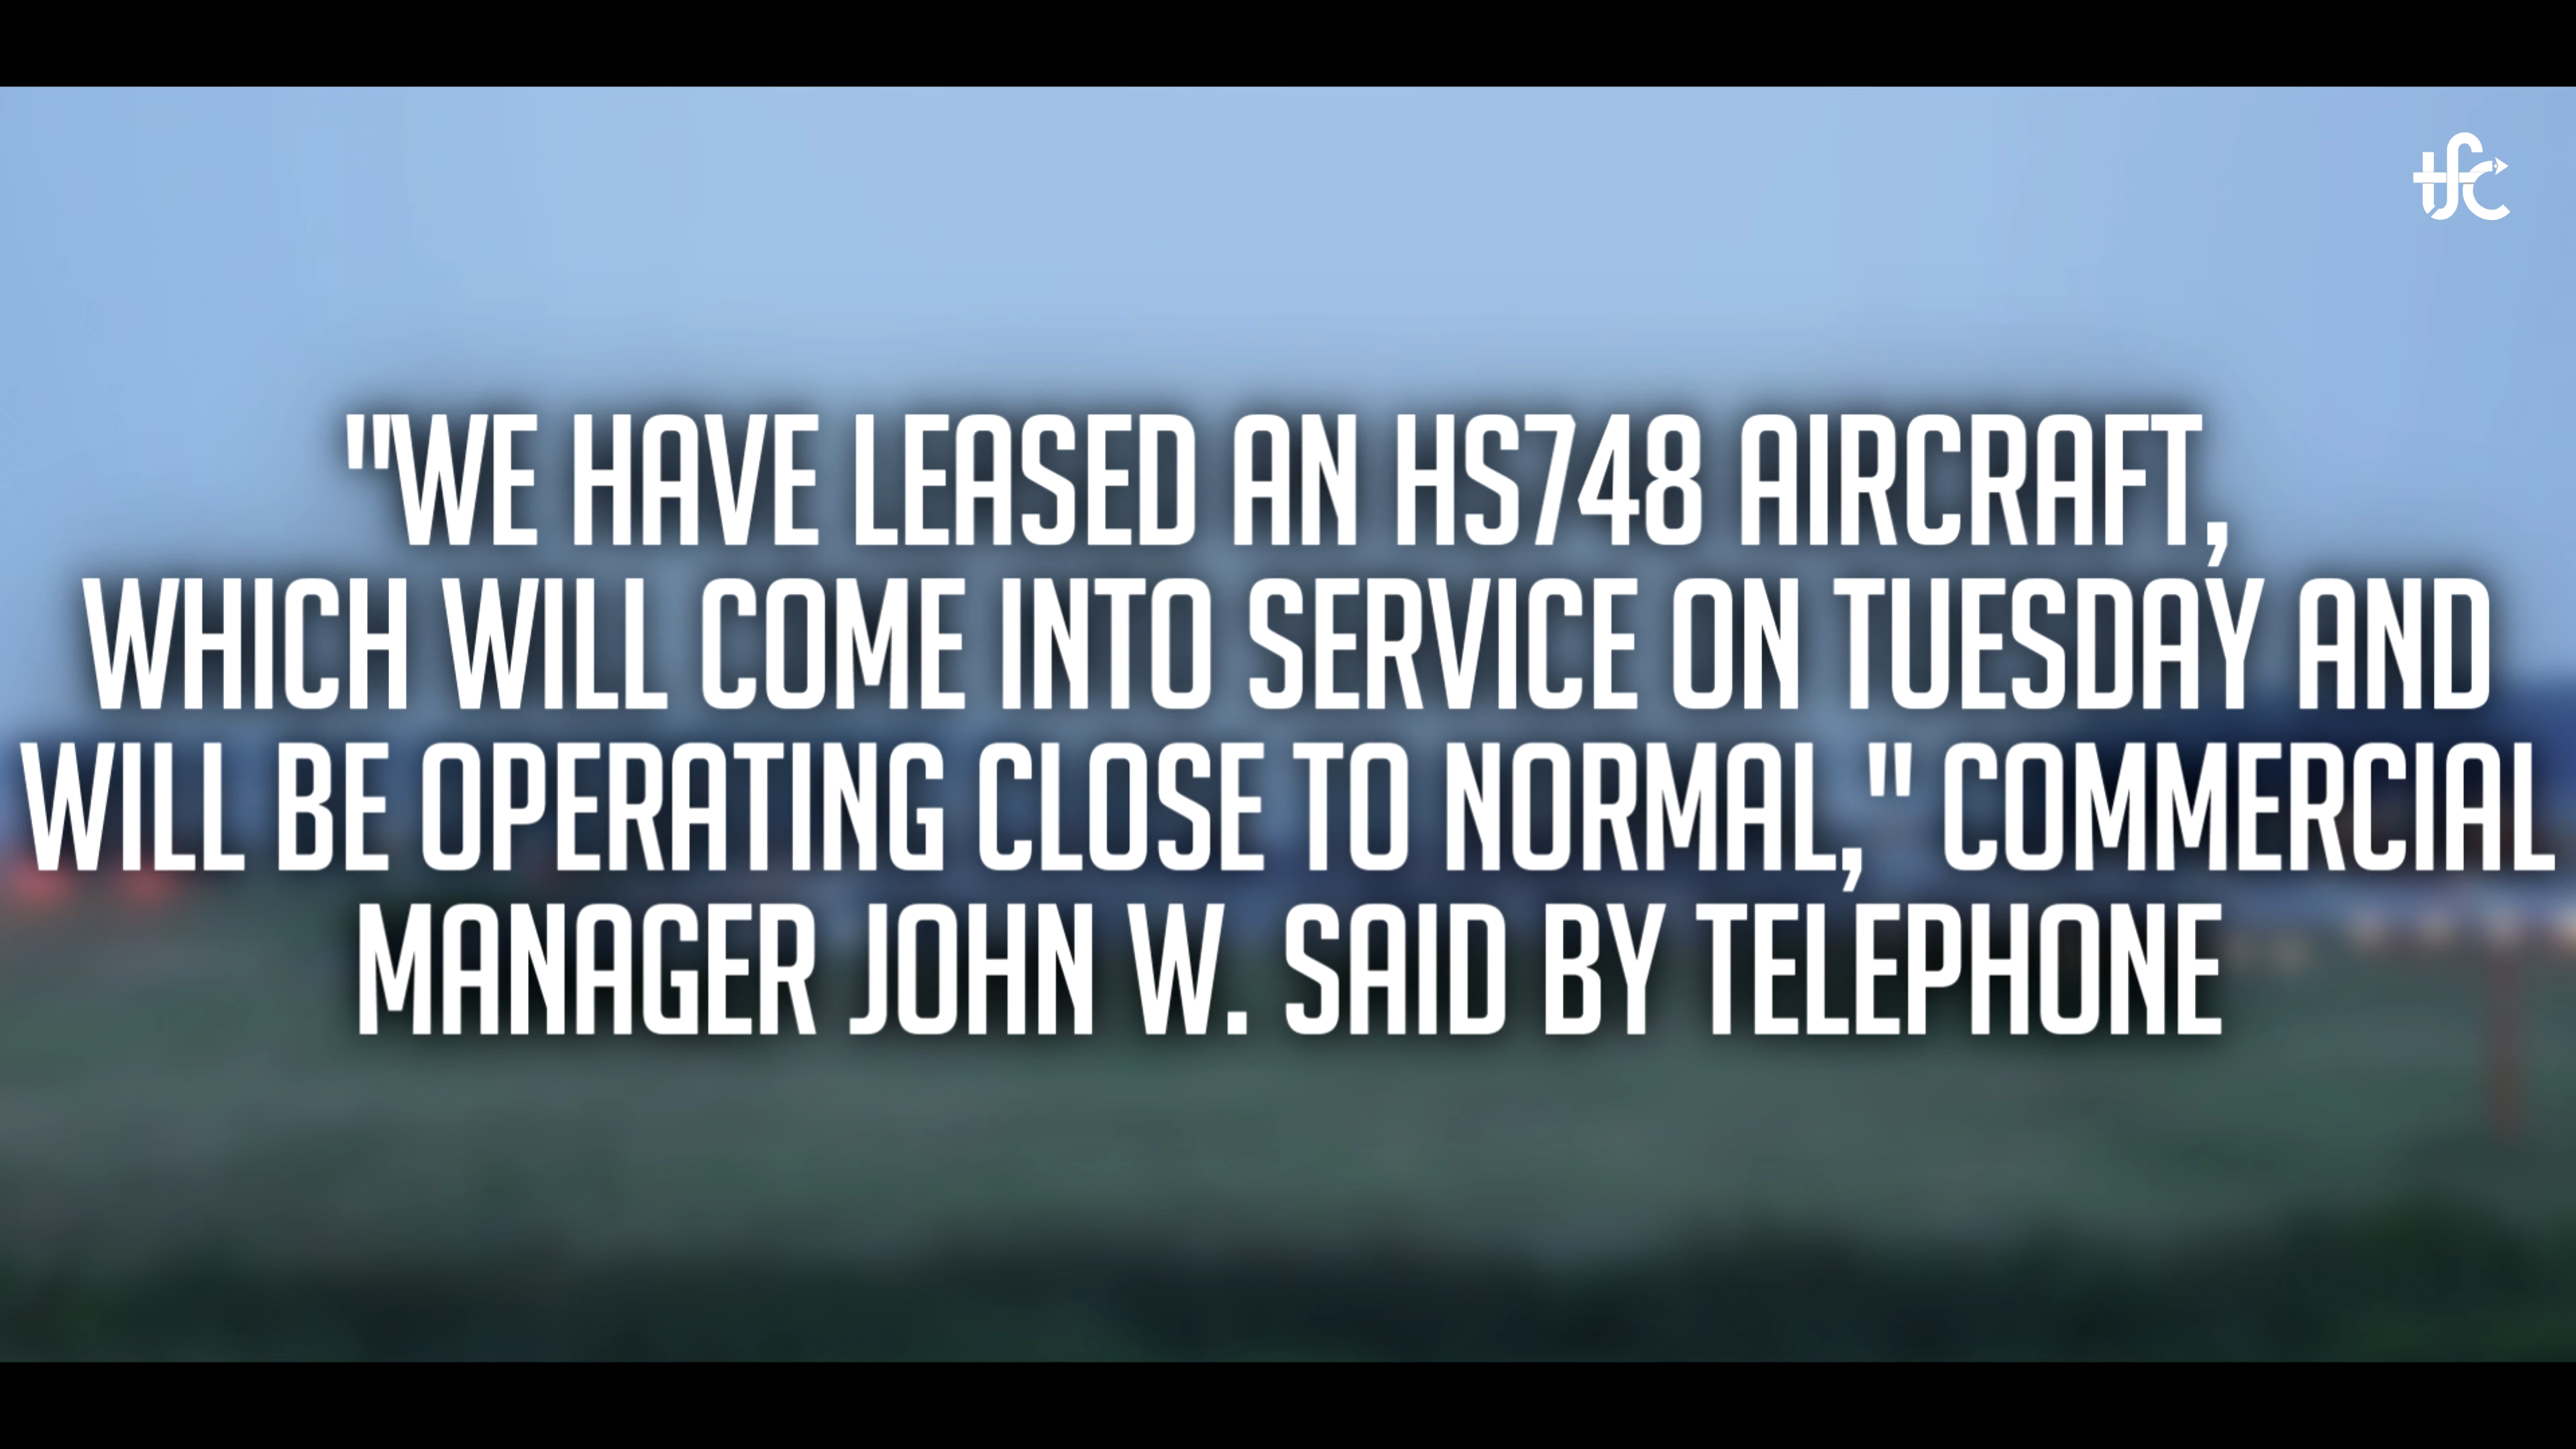 tfc
"WE HAVE LEASED AN HS748 AIRCRAFT,
WHICH WILL COME INTO SERVICE ON TUESDAY AND
WILL BE OPERATING CLOSE TO NORMAL," COMMERCIAL
MANAGER JOHN W. SAID BY TELEPHONE